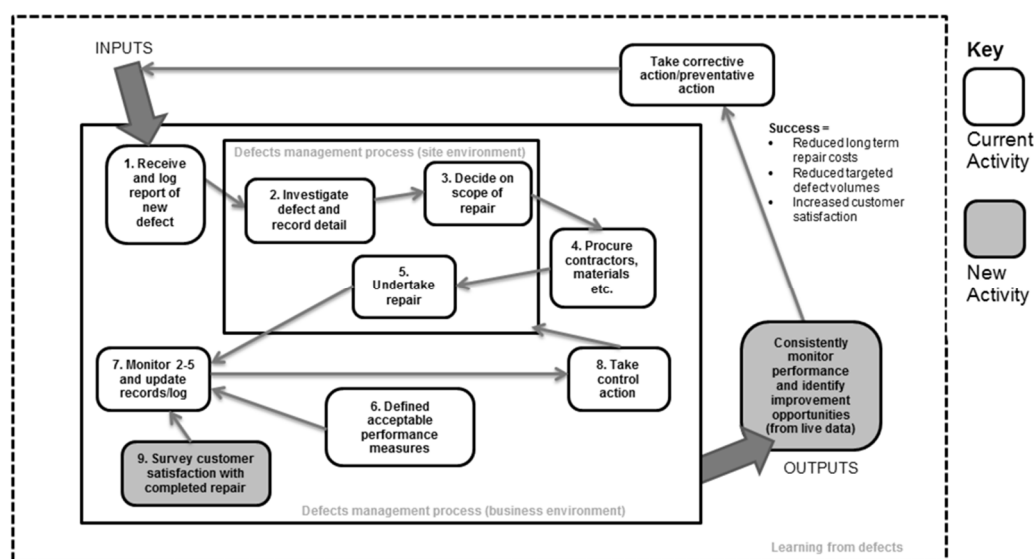 INPUTS
Take corrective
action/preventative
action
Key
Current
Activity
New
Activity
Success =
• Reduced long term
repair costs
• Reduced targeted
defect volumes
• Increased customer
satisfaction
1. Receive
and log
report of
new
defect
Defects management process (site environment)
2. Investigate
defect and
record detail
3. Decide on
scope of
repair
4. Procure
contractors,
materials
etc.
5.
Undertake
repair
7. Monitor 2-5
and update
records/log
8. Take
control
action
6. Defined
acceptable
performance
measures
9. Survey customer
satisfaction with
completed repair
Defects management process (business environment)
Consistently
monitor
performance
and identify
improvement
opportunities
(from live data)
OUTPUTS
Learning from defects